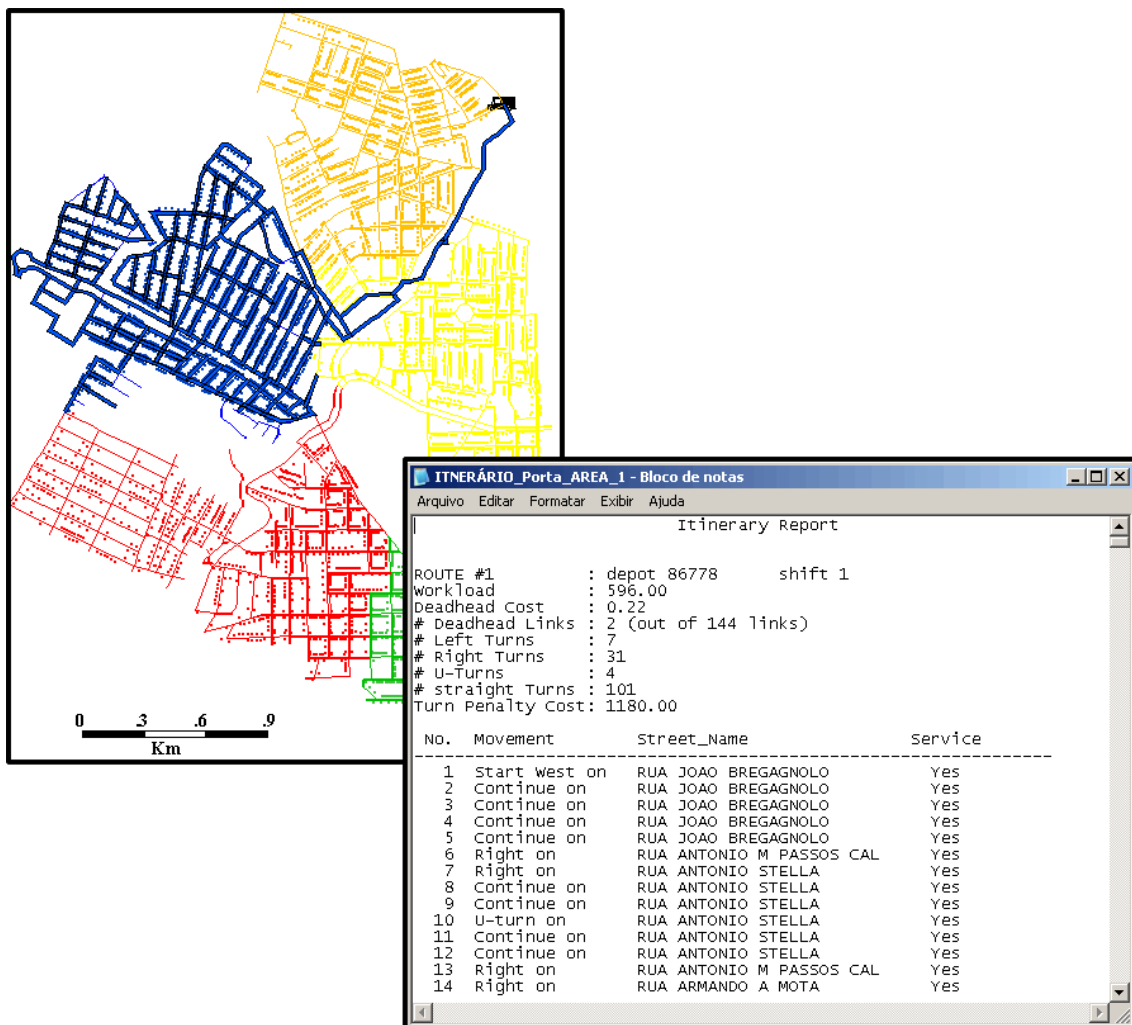 0 .3 .6 .9
Km
ITNERÁRIO_Porta_AREA_1 - Bloco de notas
Arquivo Editar Formatar Exibir Ajuda
Itinerary Report
ROUTE #1 : depot 86778 shift 1
Workload : 596.00
Deadhead Cost : 0.22
# Deadhead Links : 2 (out of 144 links)
# Left Turns : 7
# Right Turns : 31
# U-Turns : 4
# straight Turns : 101
Turn Penalty Cost: 1180.00
No. Movement Street_Name Service
-------------------------------------------------------------------
1 Start West on RUA JOAO BREGAGNOLO Yes
2 Continue on RUA JOAO BREGAGNOLO Yes
3 Continue on RUA JOAO BREGAGNOLO Yes
4 Continue on RUA JOAO BREGAGNOLO Yes
5 Continue on RUA JOAO BREGAGNOLO Yes
6 Right on RUA ANTONIO M PASSOS CAL Yes
7 Right on RUA ANTONIO STELLA Yes
8 Continue on RUA ANTONIO STELLA Yes
9 Continue on RUA ANTONIO STELLA Yes
10 U-turn on RUA ANTONIO STELLA Yes
11 Continue on RUA ANTONIO STELLA Yes
12 Continue on RUA ANTONIO STELLA Yes
13 Right on RUA ANTONIO M PASSOS CAL Yes
14 Right on RUA ARMANDO A MOTA Yes